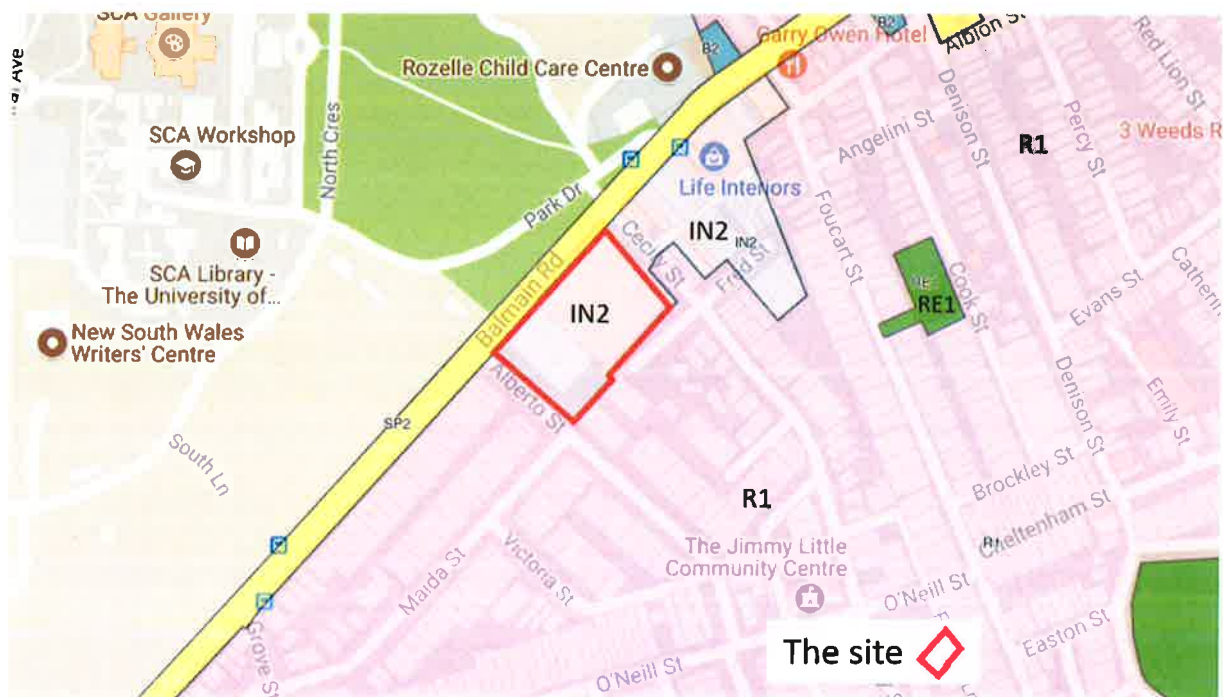 SCA Gallery
B2
Albion St
Garry Owen Hotel
B2
Red Lion St
Rozelle Child Care Centre
Denison St
North Cres
SCA Workshop
Angelini St
Percy St
3 Weeds R
R1
Life Interiors
Park Dr
Foucart St
Cecily St
IN2
IN2
Fred St
SCA Library -
The University of...
Balmain Rd
IN2
RE1
Cook St
Catherin
Evans St
New South Wales
Writers' Centre
Alberto St
Denison St
Emily St
SP2
South Ln
Brockley St
R1
Cheltenham St
R1
Victoria St
Maida St
The Jimmy Little
Community Centre
O'Neill St
Easton St
Grove St
The site
O'Neill St